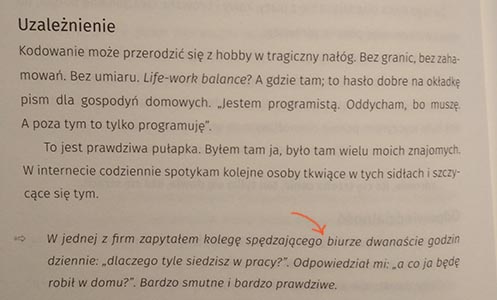 Uzależnienie
Kodowanie może przerodzić się z hobby w tragiczny nałóg. Bez granic, bez zaha-
mowań. Bez umiaru. Life-work balance? A gdzie tam; to hasło dobre na okładkę
pism dla gospodyń domowych. „Jestem programistą. Oddycham, bo muszę.
A poza tym to tylko programuję”.
To jest prawdziwa pułapka. Byłem tam ja, było tam wielu moich znajomych.
W internecie codziennie spotykam kolejne osoby tkwiące w tych sidłach i szczy-
cące się tym.
⇨ W jednej z firm zapytałem kolegę spędzającego biurze dwanaście godzin
dziennie: „dlaczego tyle siedzisz w pracy?”. Odpowiedział mi: „a co ja będę
robił w domu?”. Bardzo smutne i bardzo prawdziwe.